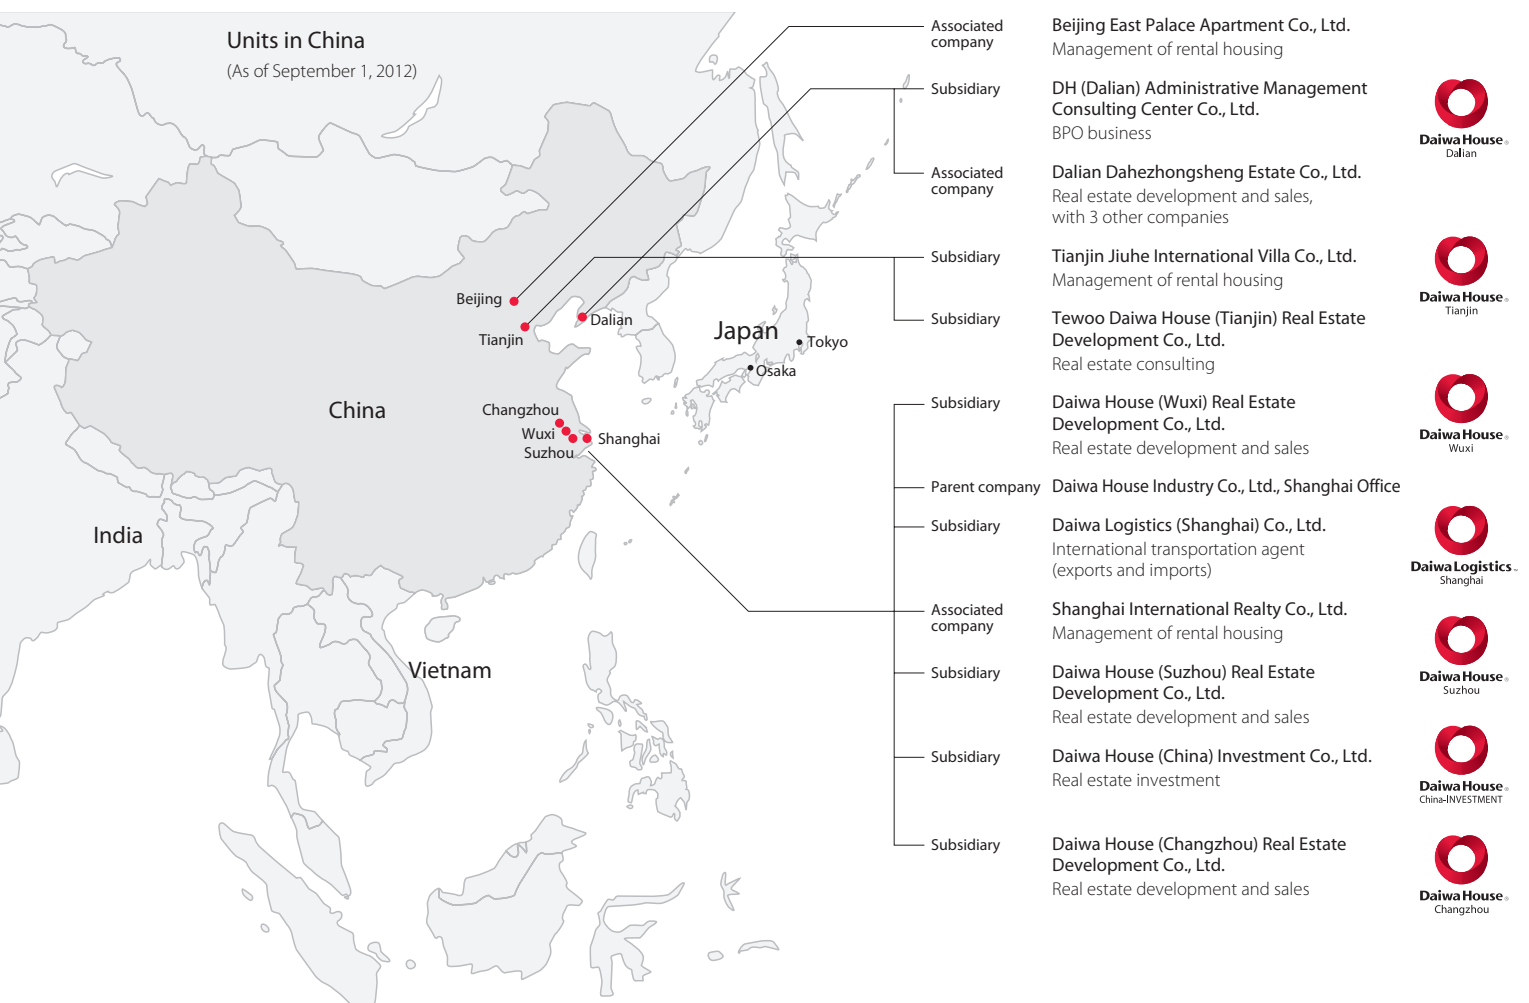 Units in China
(As of September 1, 2012)
Beijing
Tianjin
Dalian
Japan
Tokyo
Osaka
China
Changzhou
Wuxi
Suzhou
Shanghai
India
Vietnam
Associated
company
Beijing East Palace Apartment Co., Ltd.
Management of rental housing
Subsidiary
DH (Dalian) Administrative Management
Consulting Center Co., Ltd.
BPO business
Daiwa House®
Dalian
Associated
company
Dalian Dahezhongsheng Estate Co., Ltd.
Real estate development and sales,
with 3 other companies
Subsidiary
Tianjin Jiuhe International Villa Co., Ltd.
Management of rental housing
Daiwa House®
Tianjin
Subsidiary
Tewoo Daiwa House (Tianjin) Real Estate
Development Co., Ltd.
Real estate consulting
Subsidiary
Daiwa House (Wuxi) Real Estate
Development Co., Ltd.
Real estate development and sales
Daiwa House®
Wuxi
Parent company
Daiwa House Industry Co., Ltd., Shanghai Office
Subsidiary
Daiwa Logistics (Shanghai) Co., Ltd.
International transportation agent
(exports and imports)
Daiwa Logistics™
Shanghai
Associated
company
Shanghai International Realty Co., Ltd.
Management of rental housing
Subsidiary
Daiwa House (Suzhou) Real Estate
Development Co., Ltd.
Real estate development and sales
Daiwa House®
Suzhou
Subsidiary
Daiwa House (China) Investment Co., Ltd.
Real estate investment
Daiwa House®
China-INVESTMENT
Subsidiary
Daiwa House (Changzhou) Real Estate
Development Co., Ltd.
Real estate development and sales
Daiwa House®
Changzhou